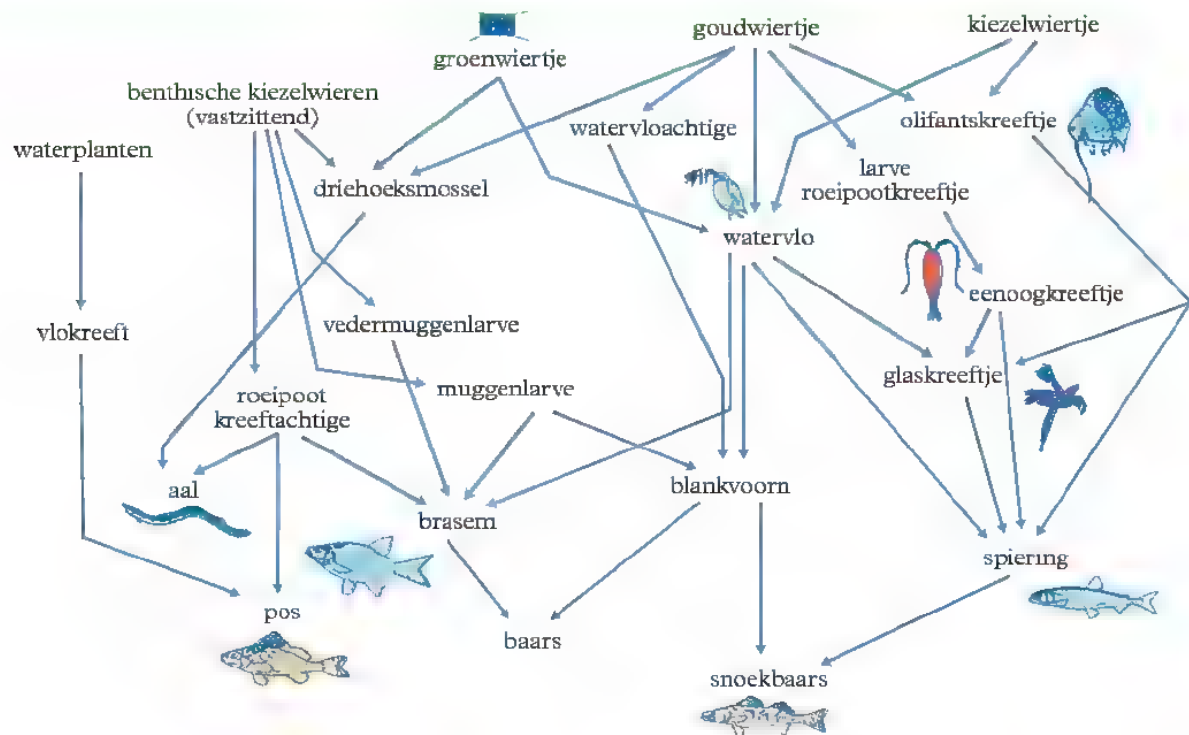 goudwiertje
kiezelwiertje
groenwiertje
benthische kiezelwieren
(vastzittend)
watervloachtige
olifantskreeftje
waterplanten
larve
roeipootkreeftje
driehoeksmossel
watervlo
eenoogkreeftje
vlokreeft
vedermuggenlarve
glaskreeftje
muggenlarve
roeipoot
kreeftachtige
aal
blankvoorn
brasem
spiering
pos
baars
snoekbaars